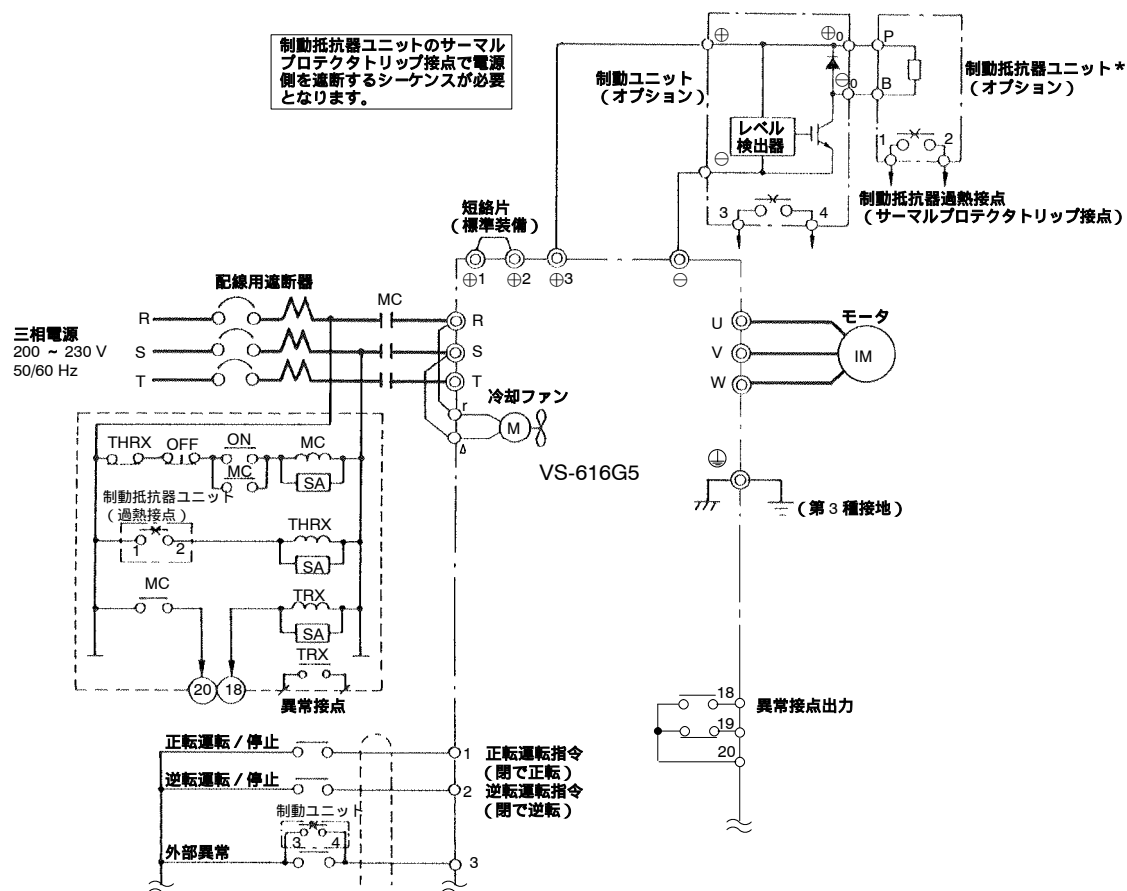 制動抵抗器ユニットのサーマル
プロテクタトリップ接点で電源
側を遮断するシーケンスが必要
となります。
制動ユニット
（オプション）
⊕
⊕0
P
⊖0
B
制動抵抗器ユニット＊
（オプション）
レベル
検出器
⊖
1
2
3
4
制動抵抗器過熱接点
（サーマルプロテクタトリップ接点）
短絡片
（標準装備）
⊕1
⊕2
⊕3
⊖
配線用遮断器
MC
三相電源
200 ~ 230 V
50/60 Hz
R
S
T
R
S
T
r
冷却ファン
M
VS-616G5
U
V
W
モータ
IM
（第3種接地）
THRX
OFF
ON
MC
MC
SA
制動抵抗器ユニット
（過熱接点）
1
2
THRX
SA
MC
TRX
SA
TRX
20
18
異常接点
18
19
20
異常接点出力
正転運転/停止
1
正転運転指令
（閉で正転）
逆転運転/停止
2
逆転運転指令
（閉で逆転）
制動ユニット
3
4
外部異常
3